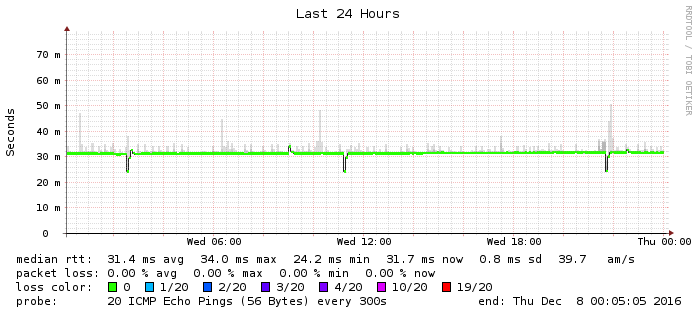 Last 24 Hours
RRDTOOL / TOBI OETIKER
Seconds
70 m
60 m
50 m
40 m
30 m
20 m
10 m
0
Wed 06:00 Wed 12:00 Wed 18:00 Thu 00:00
median rtt: 31.4 ms avg 34.0 ms max 24.2 ms min 31.7 ms now 0.8 ms sd 39.7 am/s
packet loss: 0.00 % avg 0.00 % max 0.00 % min 0.00 % now
loss color: 0 1/20 2/20 3/20 4/20 10/20 19/20
probe: 20 ICMP Echo Pings (56 Bytes) every 300s end: Thu Dec 8 00:05:05 2016